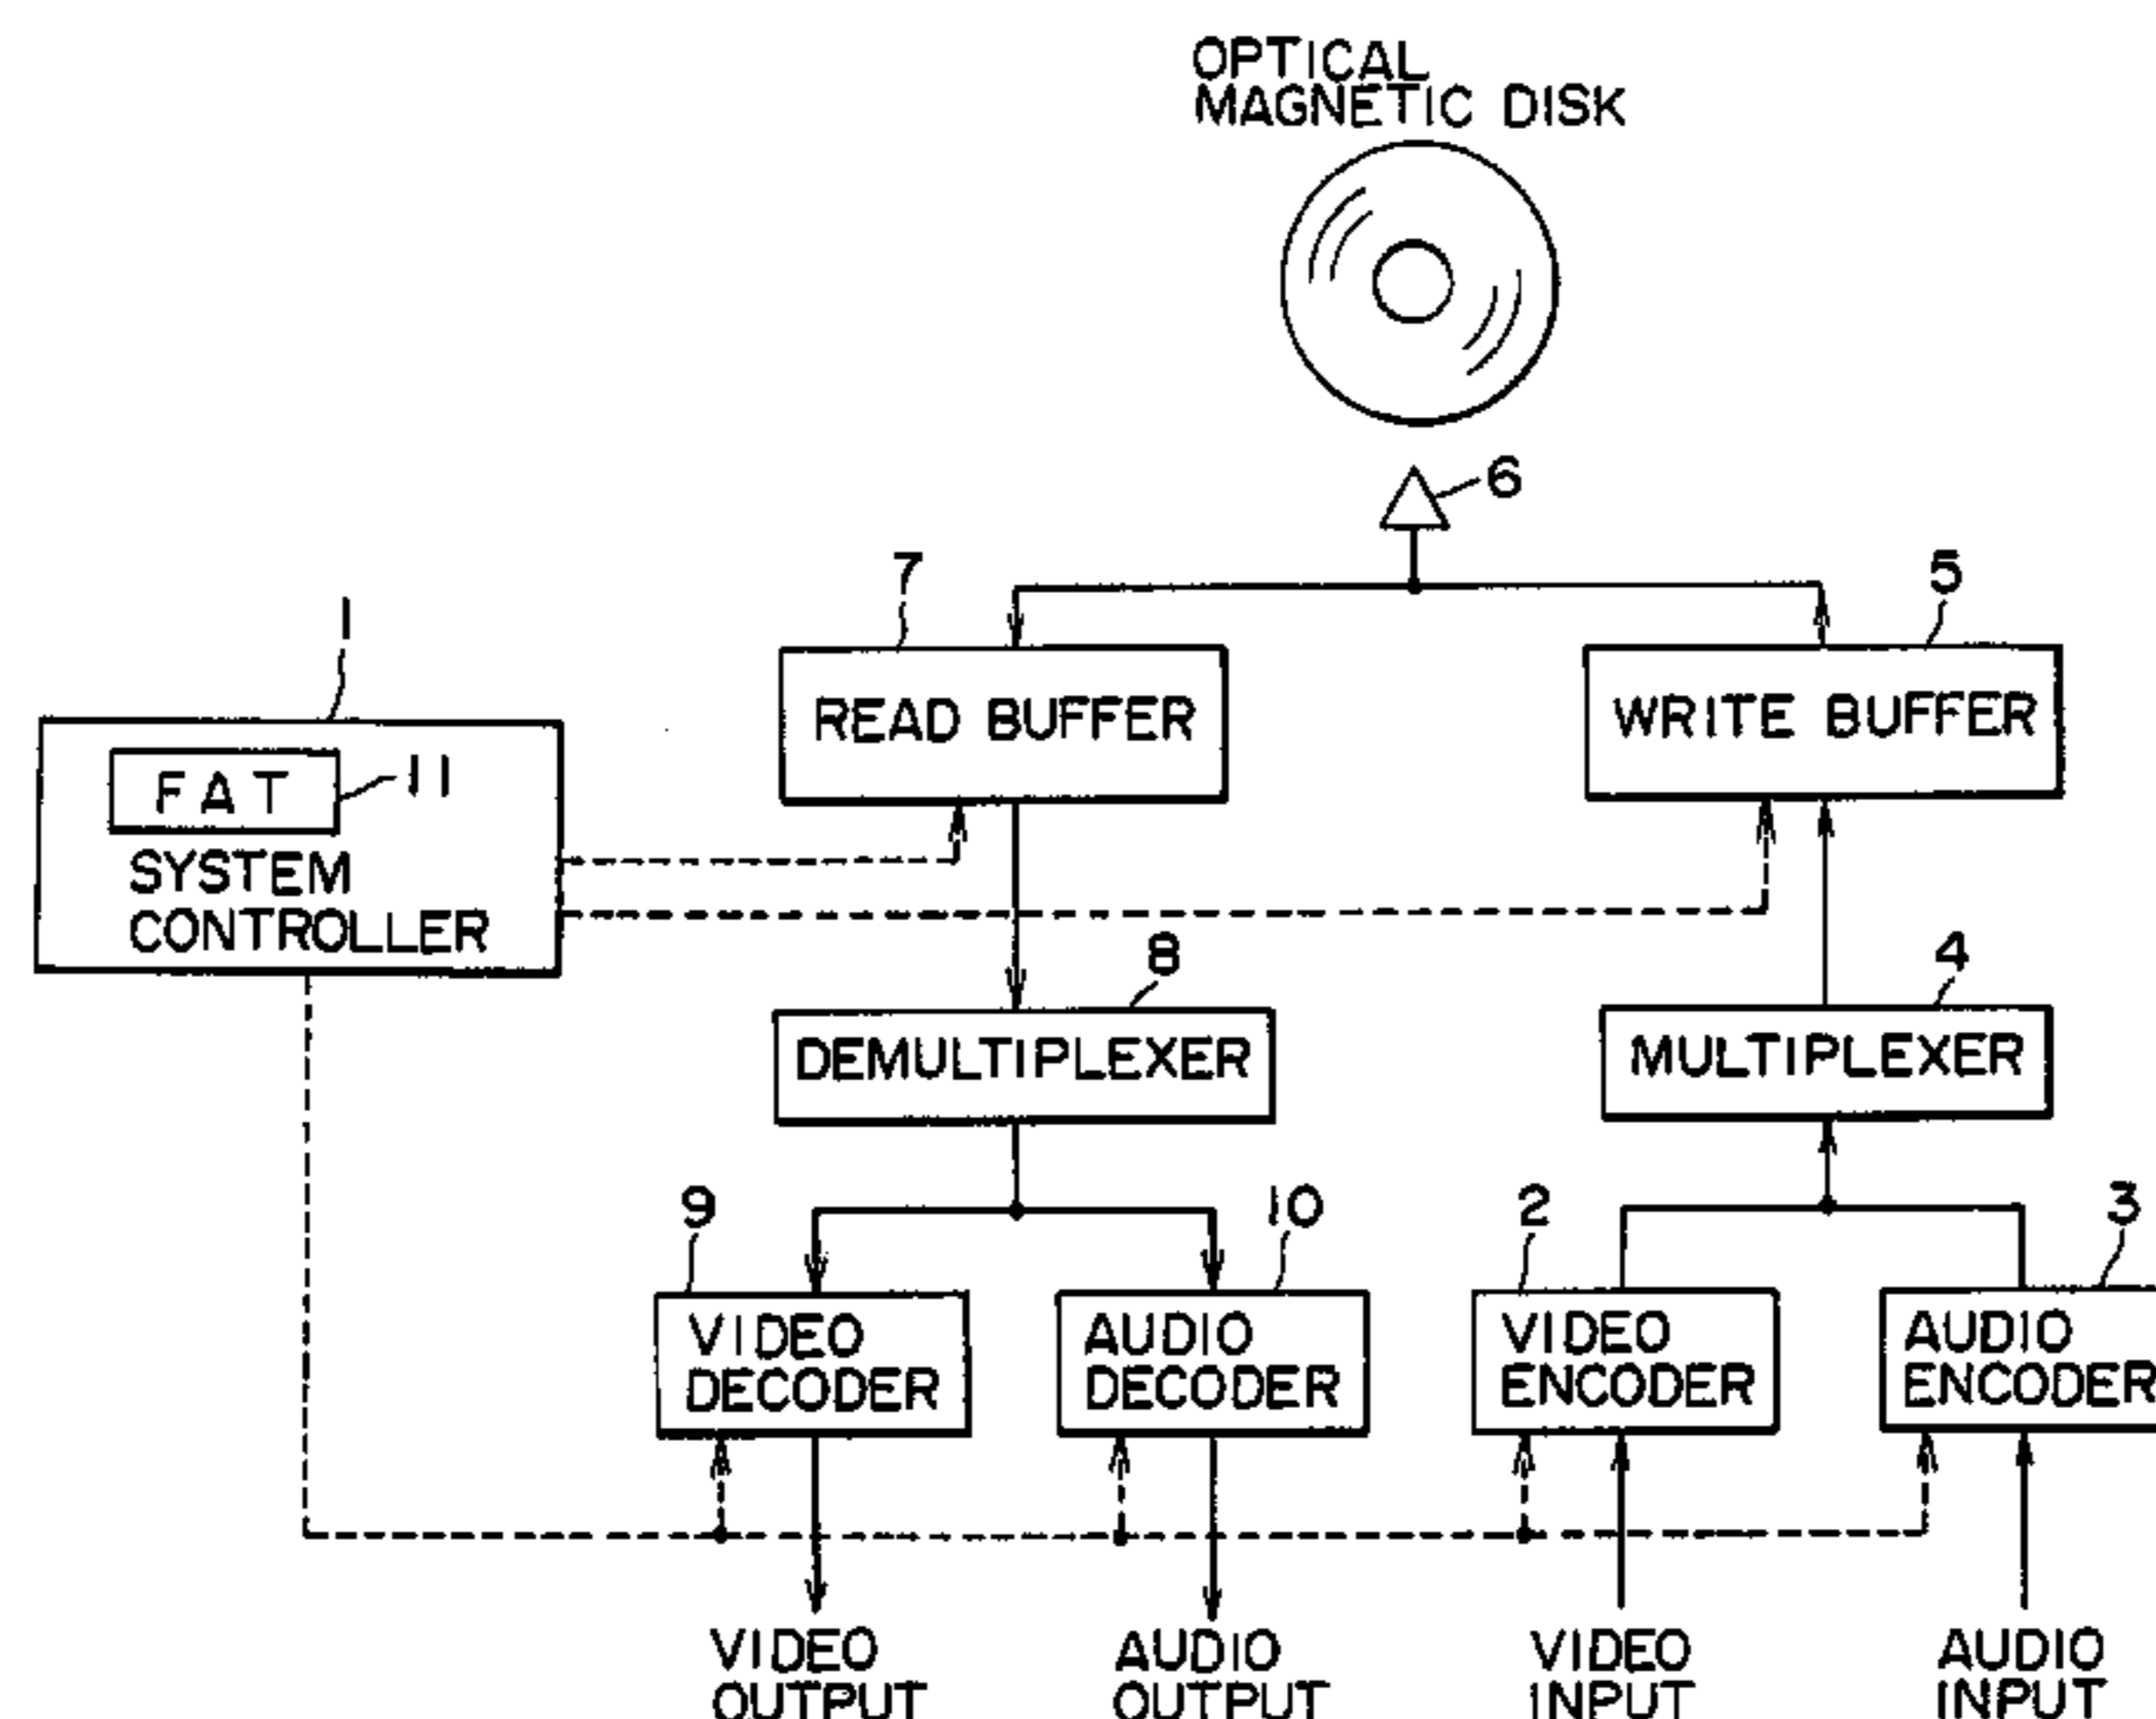 OPTICAL
MAGNETIC DISK
6
7
5
1
READ BUFFER
WRITE BUFFER
FAT
11
SYSTEM
CONTROLLER
8
4
DEMULTIPLEXER
MULTIPLEXER
9
10
2
3
VIDEO
DECODER
AUDIO
DECODER
VIDEO
ENCODER
AUDIO
ENCODER
VIDEO
OUTPUT
AUDIO
OUTPUT
VIDEO
INPUT
AUDIO
INPUT